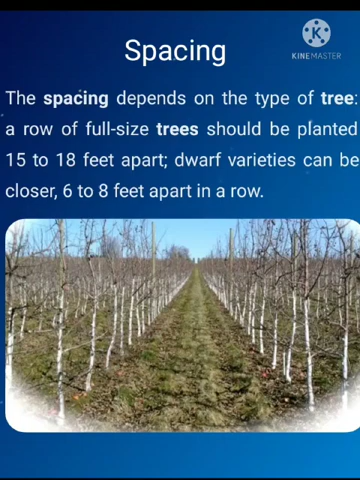 K
KINEMASTER
Spacing
The spacing depends on the type of tree:
a row of full-size trees should be planted
15 to 18 feet apart; dwarf varieties can be
closer, 6 to 8 feet apart in a row.